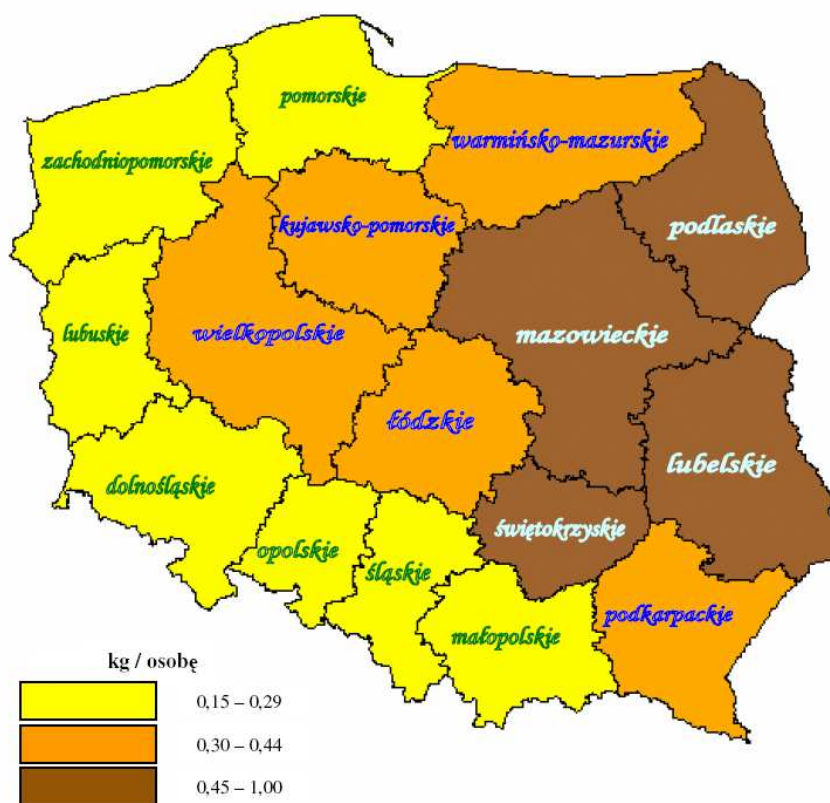 pomorskie
warmińsko-mazurskie
zachodniopomorskie
kujawsko-pomorskie
podlaskie
lubuskie
wielkopolskie
mazowieckie
łódzkie
lubelskie
dolnośląskie
świętokrzyskie
opolskie
śląskie
podkarpackie
małopolskie
kg / osobę
0,15 – 0,29
0,30 – 0,44
0,45 – 1,00